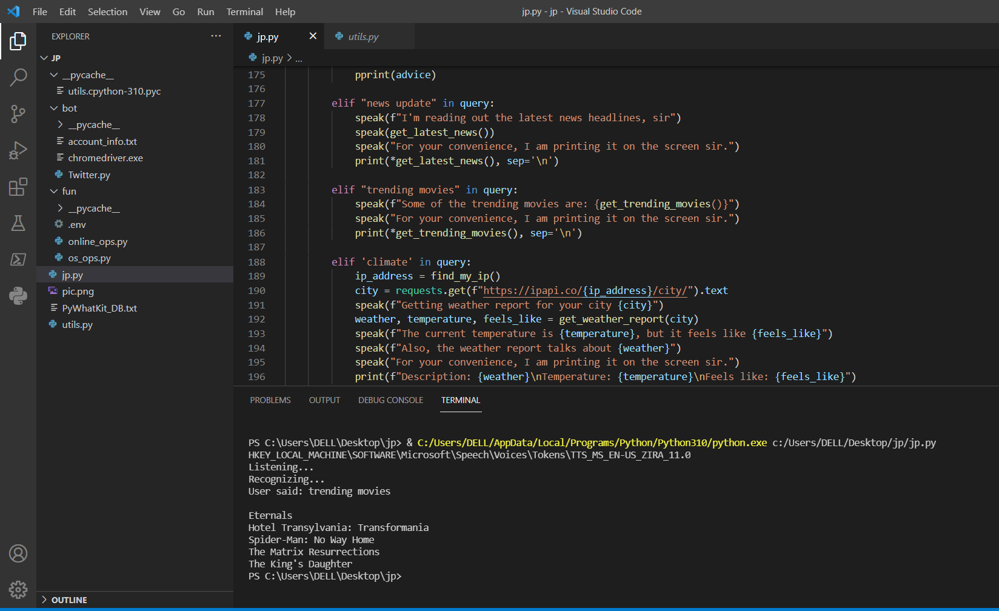 File Edit Selection View Go Run Terminal Help
jp.py - jp - Visual Studio Code
EXPLORER
JP
__pycache__
utils.cpython-310.pyc
bot
__pycache__
account_info.txt
chromedriver.exe
Twitter.py
fun
__pycache__
.env
online_ops.py
os_ops.py
jp.py
pic.png
PyWhatKit_DB.txt
utils.py
OUTLINE
jp.py
utils.py
jp.py > ...
175 pprint(advice)
176
177 elif "news update" in query:
178 speak(f"I'm reading out the latest news headlines, sir")
179 speak(get_latest_news())
180 speak("For your convenience, I am printing it on the screen sir.")
181 print(*get_latest_news(), sep='\n')
182
183 elif "trending movies" in query:
184 speak(f"Some of the trending movies are: {get_trending_movies()}")
185 speak("For your convenience, I am printing it on the screen sir.")
186 print(*get_trending_movies(), sep='\n')
187
188 elif 'climate' in query:
189 ip_address = find_my_ip()
190 city = requests.get(f"https://ipapi.co/{ip_address}/city/").text
191 speak(f"Getting weather report for your city {city}")
192 weather, temperature, feels_like = get_weather_report(city)
193 speak(f"The current temperature is {temperature}, but it feels like {feels_like}")
194 speak(f"Also, the weather report talks about {weather}")
195 speak("For your convenience, I am printing it on the screen sir.")
196 print(f"Description: {weather}\nTemperature: {temperature}\nFeels like: {feels_like}")
PROBLEMS OUTPUT DEBUG CONSOLE TERMINAL
PS C:\Users\DELL\Desktop\jp> & C:/Users/DELL/AppData/Local/Programs/Python/Python310/python.exe c:/Users/DELL/Desktop/jp/jp.py
HKEY_LOCAL_MACHINE\SOFTWARE\Microsoft\Speech\Voices\Tokens\TTS_MS_EN-US_ZIRA_11.0
Listening...
Recognizing...
User said: trending movies
Eternals
Hotel Transylvania: Transformania
Spider-Man: No Way Home
The Matrix Resurrections
The King's Daughter
PS C:\Users\DELL\Desktop\jp>